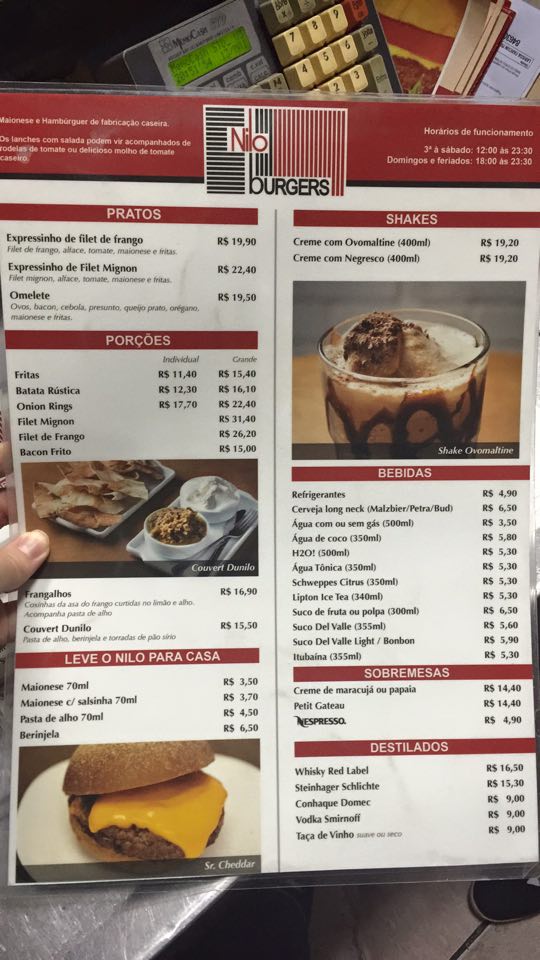 MONOCASH
Maionese e Hambúrguer de fabricação caseira.
Os lanches com salada podem vir acompanhados de
rodelas de tomate ou delicioso molho de tomate
caseiro.
Nilo
BURGERS
Horários de funcionamento
3ª à sábado: 12:00 às 23:30
Domingos e feriados: 18:00 às 23:30
PRATOS
Expressinho de filet de frango R$ 19,90
Filet de frango, alface, tomate, maionese e fritas.
Expressinho de Filet Mignon R$ 22,40
Filet mignon, alface, tomate, maionese e fritas.
Omelete R$ 19,50
Ovos, bacon, cebola, presunto, queijo prato, orégano,
maionese e fritas.
PORÇÕES
Individual Grande
Fritas R$ 11,40 R$ 15,40
Batata Rústica R$ 12,30 R$ 16,10
Onion Rings R$ 17,70 R$ 22,40
Filet Mignon R$ 31,40
Filet de Frango R$ 26,20
Bacon Frito R$ 15,00
Couvert Dunilo
Frangalhos R$ 16,90
Coxinhas da asa do frango curtidas no limão e alho.
Acompanha pasta de alho
Couvert Dunilo R$ 15,50
Pasta de alho, berinjela e torradas de pão sírio
LEVE O NILO PARA CASA
Maionese 70ml R$ 3,50
Maionese c/ salsinha 70ml R$ 3,70
Pasta de alho 70ml R$ 4,50
Berinjela R$ 6,50
Sr. Cheddar
SHAKES
Creme com Ovomaltine (400ml) R$ 19,20
Creme com Negresco (400ml) R$ 19,20
Shake Ovomaltine
BEBIDAS
Refrigerantes R$ 4,90
Cerveja long neck (Malzbier/Petra/Bud) R$ 6,50
Água com ou sem gás (500ml) R$ 3,50
Água de coco (350ml) R$ 5,80
H2O! (500ml) R$ 5,30
Água Tônica (350ml) R$ 5,30
Schweppes Citrus (350ml) R$ 5,30
Lipton Ice Tea (340ml) R$ 5,30
Suco de fruta ou polpa (300ml) R$ 6,50
Suco Del Valle (355ml) R$ 5,60
Suco Del Valle Light / Bonbon R$ 5,90
Itubaína (355ml) R$ 5,30
SOBREMESAS
Creme de maracujá ou papaia R$ 14,40
Petit Gateau R$ 14,40
NESPRESSO. R$ 4,90
DESTILADOS
Whisky Red Label R$ 16,50
Steinhager Schlichte R$ 15,30
Conhaque Domec R$ 9,00
Vodka Smirnoff R$ 9,00
Taça de Vinho suave ou seco R$ 9,00